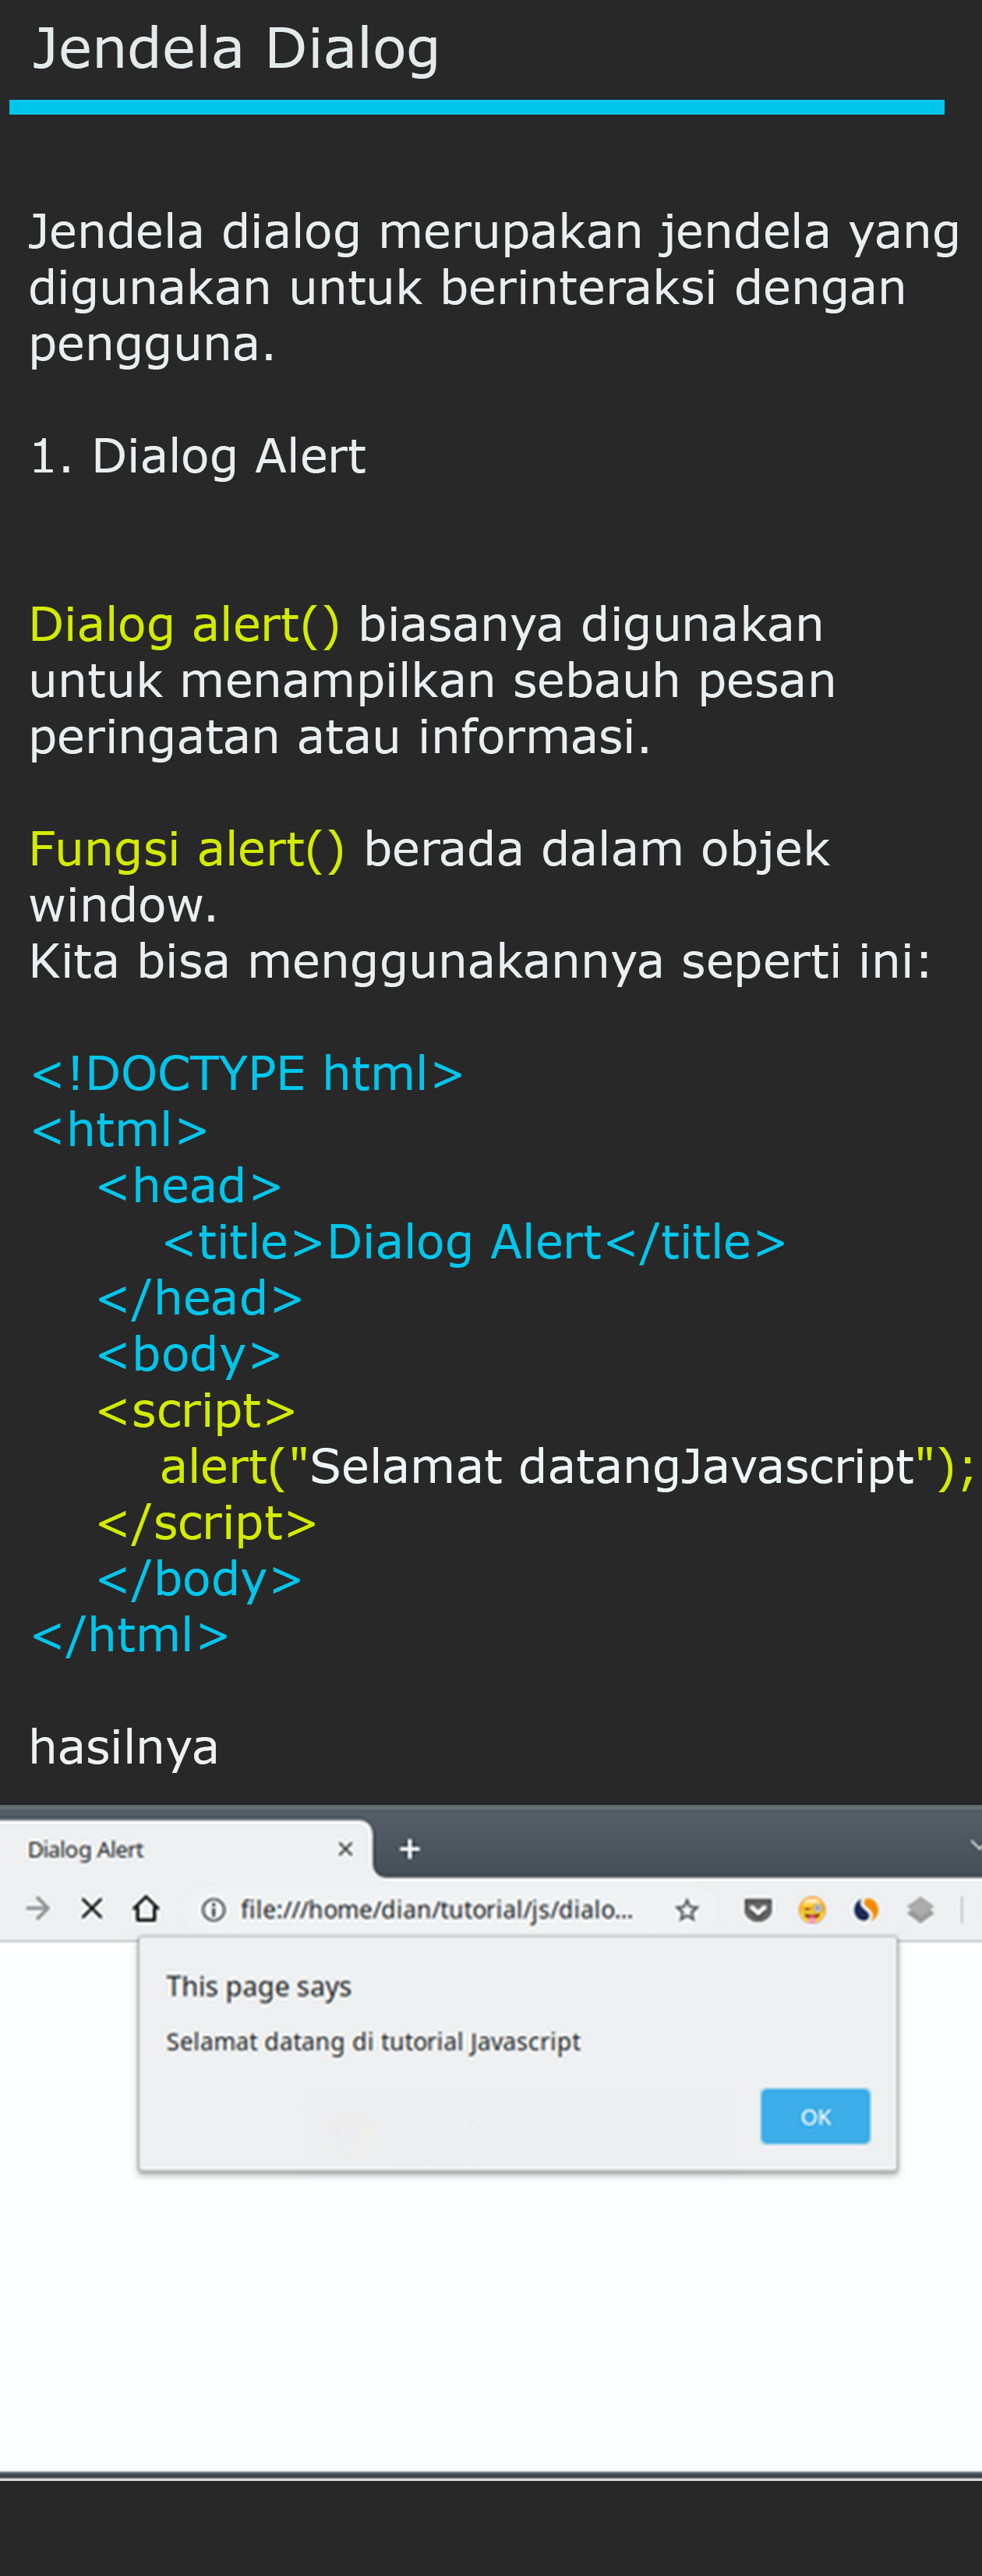 Jendela Dialog
Jendela dialog merupakan jendela yang
digunakan untuk berinteraksi dengan
pengguna.
1. Dialog Alert
Dialog alert() biasanya digunakan
untuk menampilkan sebauh pesan
peringatan atau informasi.
Fungsi alert() berada dalam objek
window.
Kita bisa menggunakannya seperti ini:
<!DOCTYPE html>
<html>
<head>
<title>Dialog Alert</title>
</head>
<body>
<script>
alert("Selamat datangJavascript");
</script>
</body>
</html>
hasilnya
Dialog Alert
file:///home/dian/tutorial/js/dialo...
This page says
Selamat datang di tutorial Javascript
OK